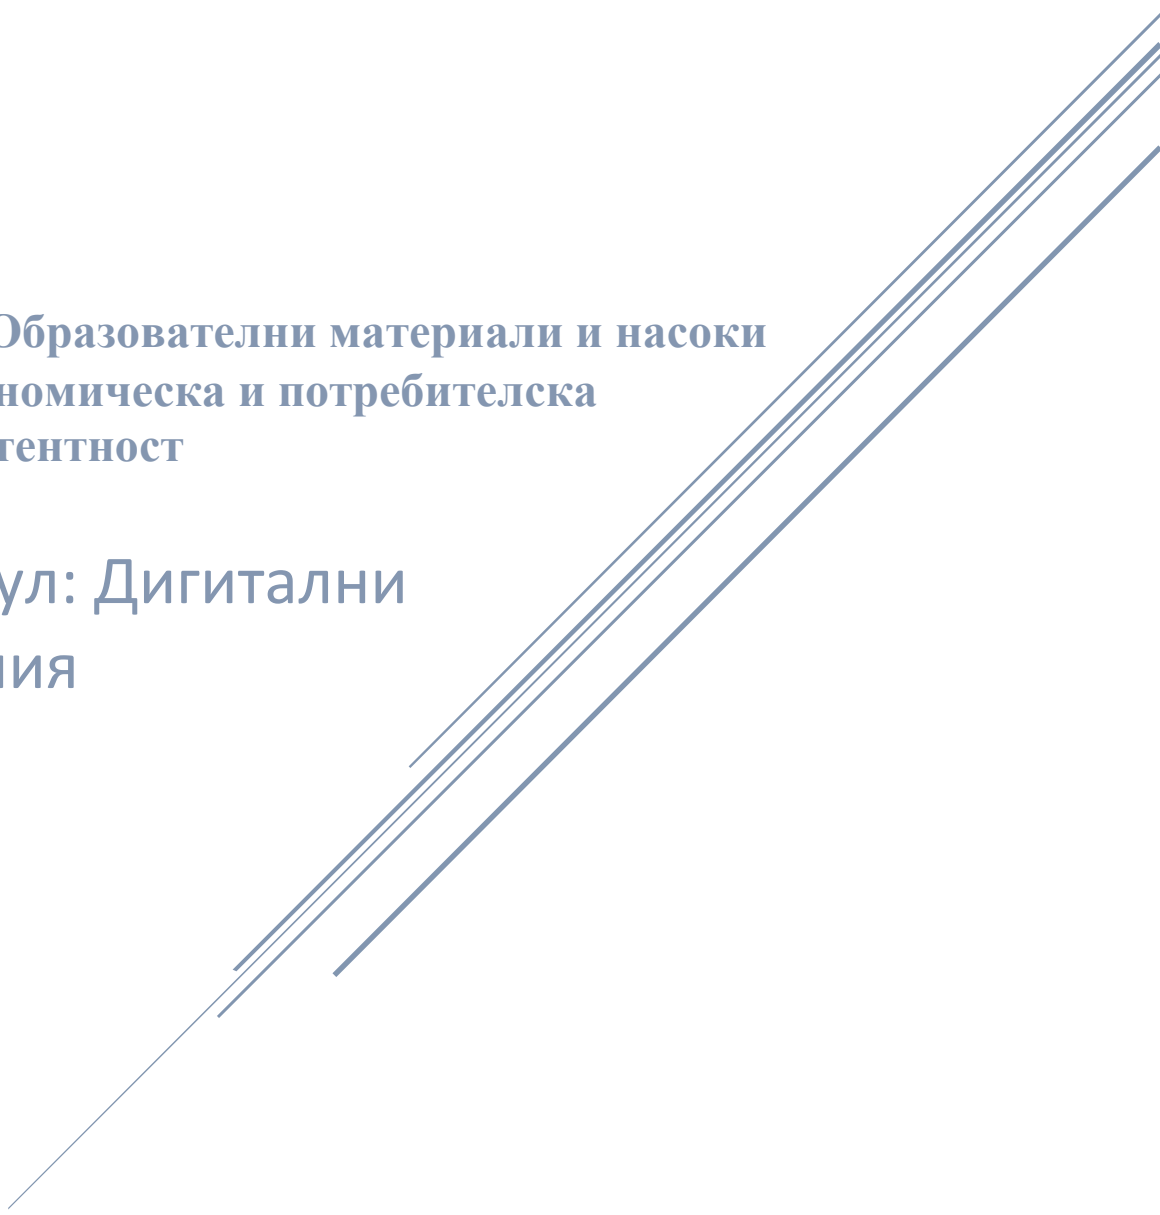 Образователни материали и насоки
номическа и потребителска
тентност
ул: Дигитални
ния